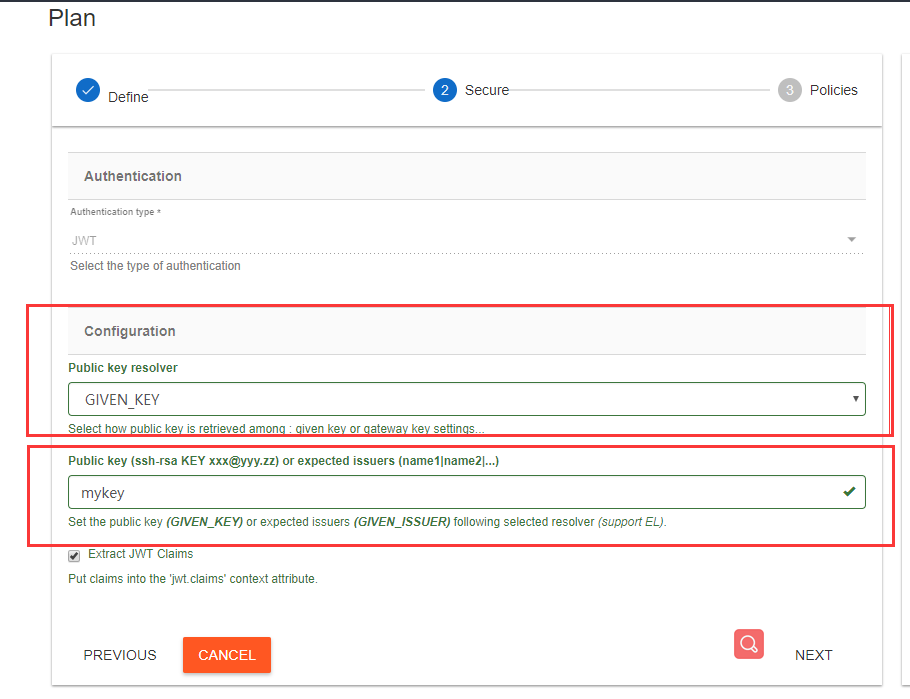 Plan
Define
2 Secure
3 Policies
Authentication
Authentication type *
JWT
Select the type of authentication
Configuration
Public key resolver
GIVEN_KEY
Select how public key is retrieved among : given key or gateway key settings...
Public key (ssh-rsa KEY xxx@yyy.zz) or expected issuers (name1|name2|...)
mykey
Set the public key (GIVEN_KEY) or expected issuers (GIVEN_ISSUER) following selected resolver (support EL).
Extract JWT Claims
Put claims into the 'jwt.claims' context attribute.
PREVIOUS CANCEL NEXT